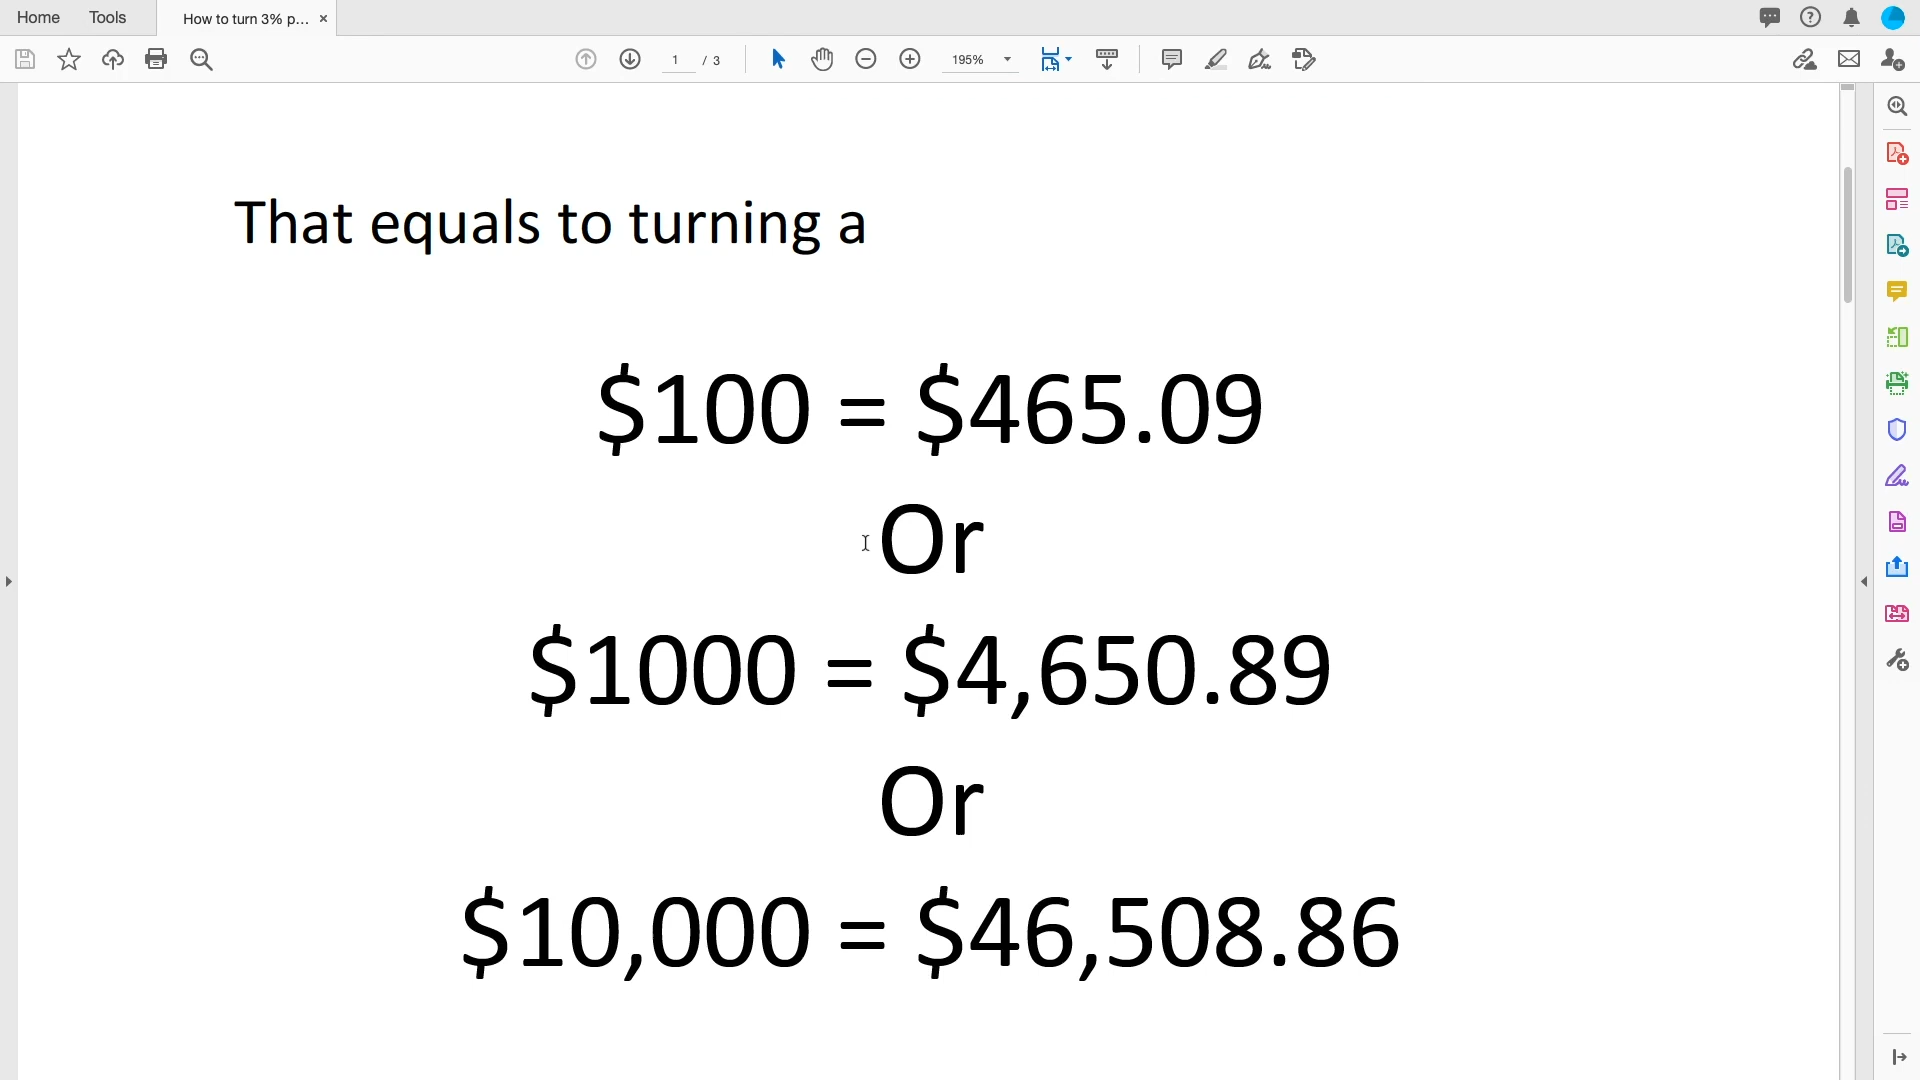 Home Tools How to turn 3% p... ×
1 / 3 195%
That equals to turning a
$100 = $465.09
Or
$1000 = $4,650.89
Or
$10,000 = $46,508.86